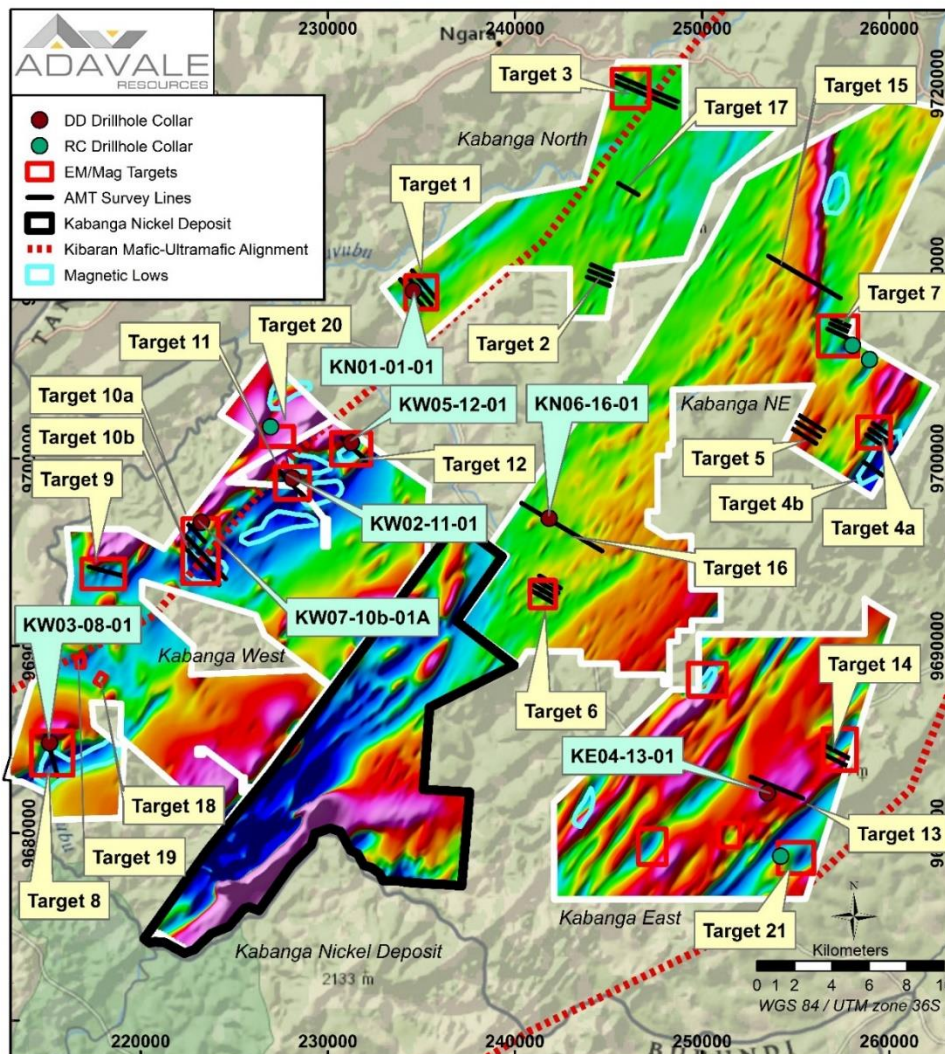 ADAVALE
RESOURCES
DD Drillhole Collar
RC Drillhole Collar
EM/Mag Targets
AMT Survey Lines
Kabanga Nickel Deposit
Kibaran Mafic-Ultramafic Alignment
Magnetic Lows
230000
240000
250000
260000
Ngara
Target 3
Target 15
9720000
Kabanga North
Target 17
Target 1
Target 7
Target 20
Target 11
Target 2
KN01-01-01
Target 10a
KW05-12-01
KN06-16-01
Kabanga NE
Target 10b
Target 5
Target 9
Target 12
9700000
9700000
Target 4b
KW02-11-01
Target 4a
Target 16
KW03-08-01
KW07-10b-01A
Kabanga West
9690000
9690000
Target 14
Target 6
KE04-13-01
Target 18
Target 13
Target 19
9680000
Target 8
Kabanga East
Target 21
Kabanga Nickel Deposit
2133 m
N
Kilometers
0 1 2 4 6 8
WGS 84 / UTM zone 36S
220000
230000
240000
250000
260000